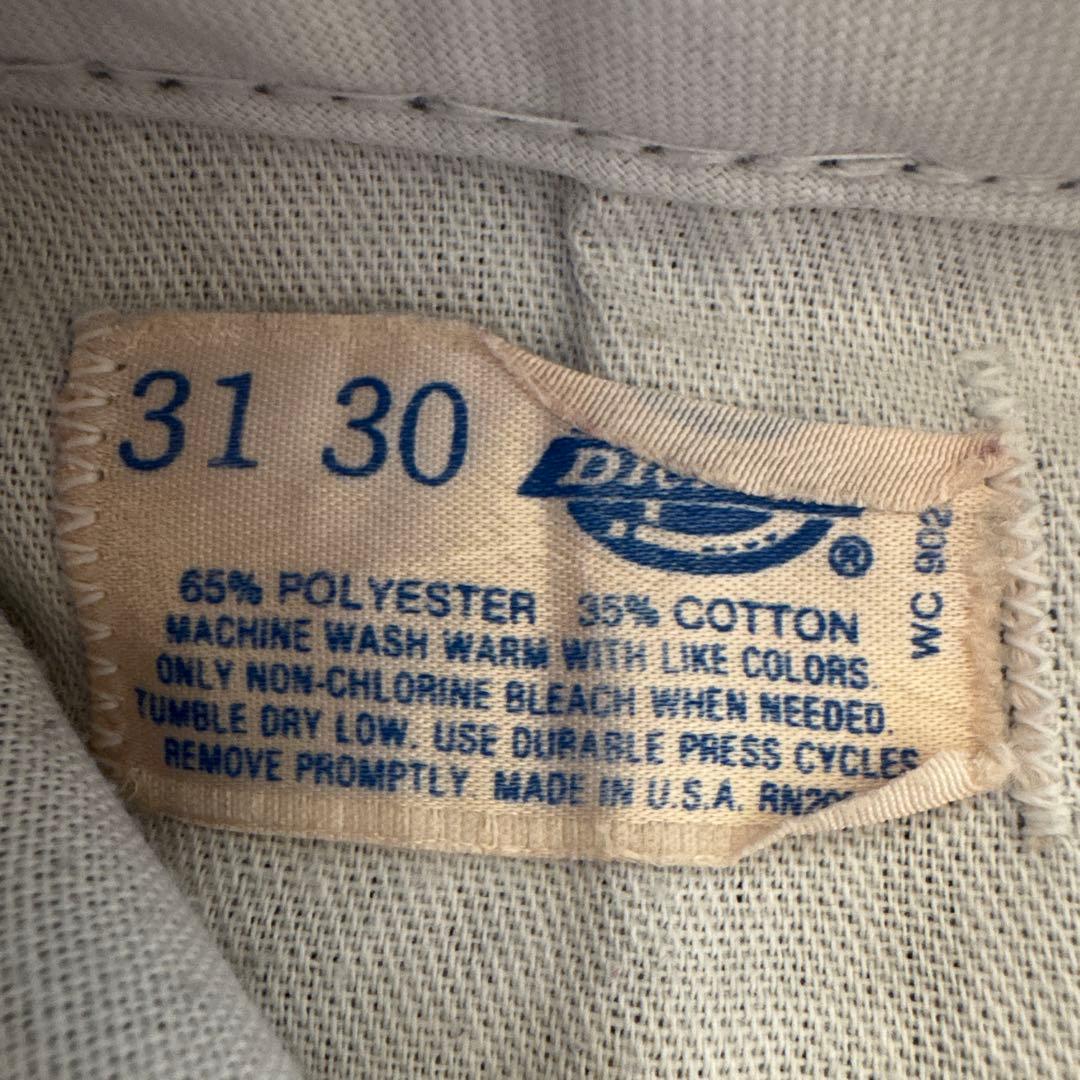 31 30
®
WC 902
65% POLYESTER 35% COTTON
MACHINE WASH WARM WITH LIKE COLORS.
ONLY NON-CHLORINE BLEACH WHEN NEEDED.
TUMBLE DRY LOW. USE DURABLE PRESS CYCLES
REMOVE PROMPTLY. MADE IN U.S.A.